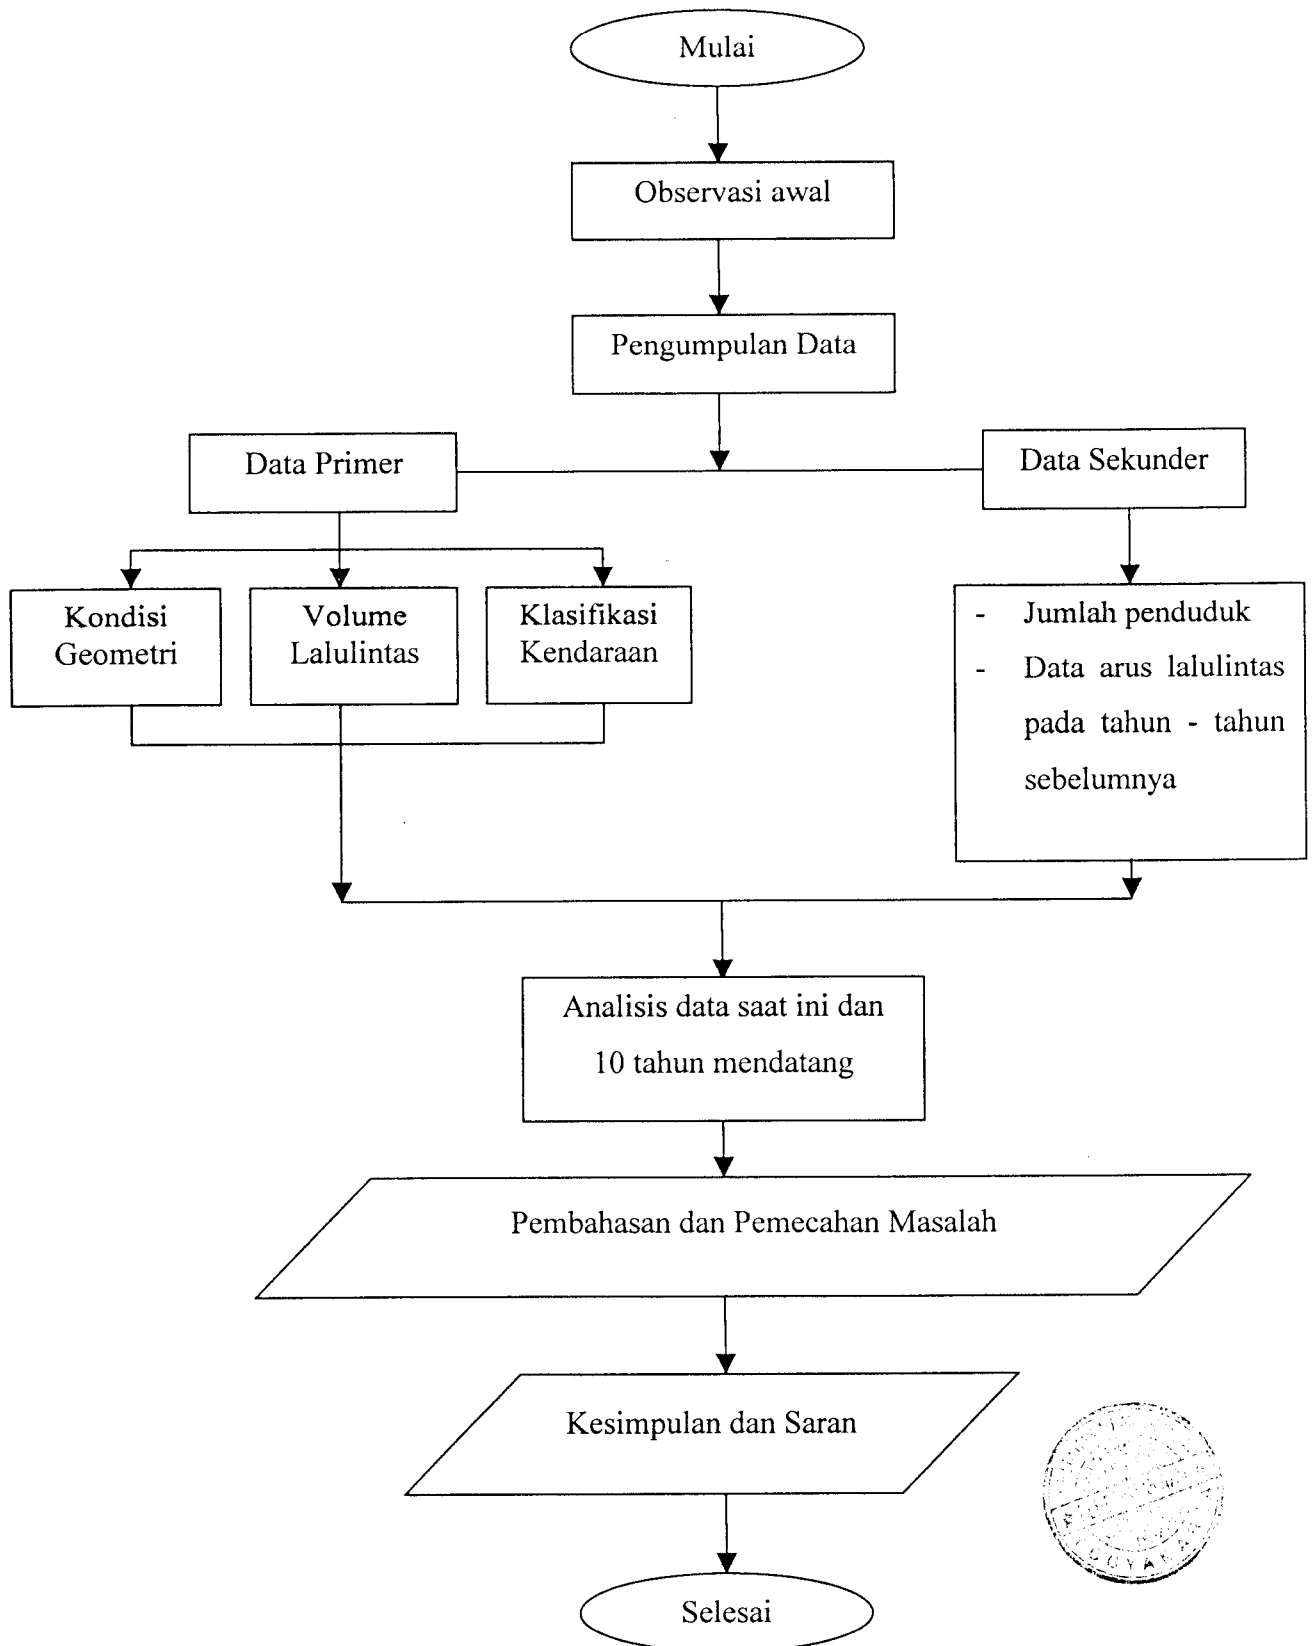 Mulai
Observasi awal
Pengumpulan Data
Data Primer
Data Sekunder
Kondisi
Geometri
Volume
Lalulintas
Klasifikasi
Kendaraan
- Jumlah penduduk
- Data arus lalulintas
pada tahun - tahun
sebelumnya
Analisis data saat ini dan
10 tahun mendatang
Pembahasan dan Pemecahan Masalah
Kesimpulan dan Saran
Selesai